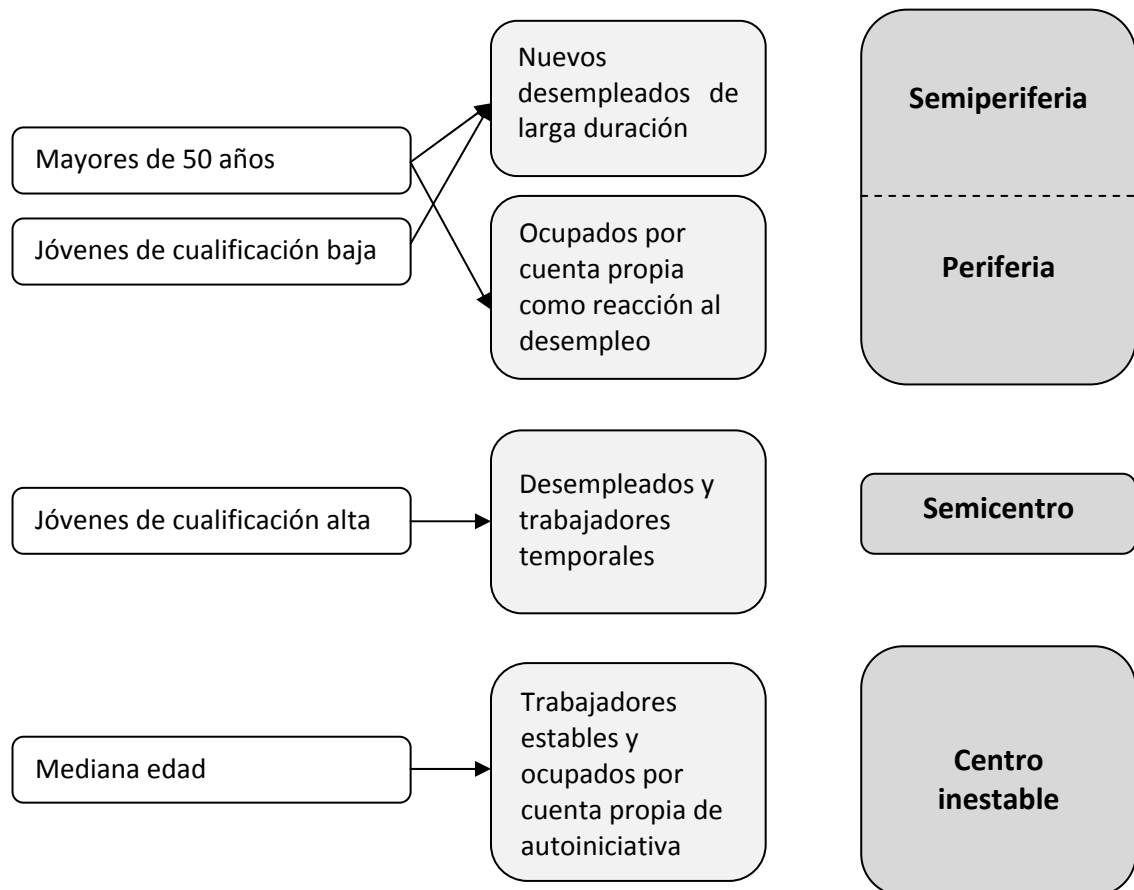 Mayores de 50 años
Jóvenes de cualificación baja
Nuevos
desempleados de
larga duración
Ocupados por
cuenta propia
como reacción al
desempleo
Semiperiferia
Periferia
Jóvenes de cualificación alta
Desempleados y
trabajadores
temporales
Semicentro
Mediana edad
Trabajadores
estables y
ocupados por
cuenta propia de
autoiniciativa
Centro
inestable